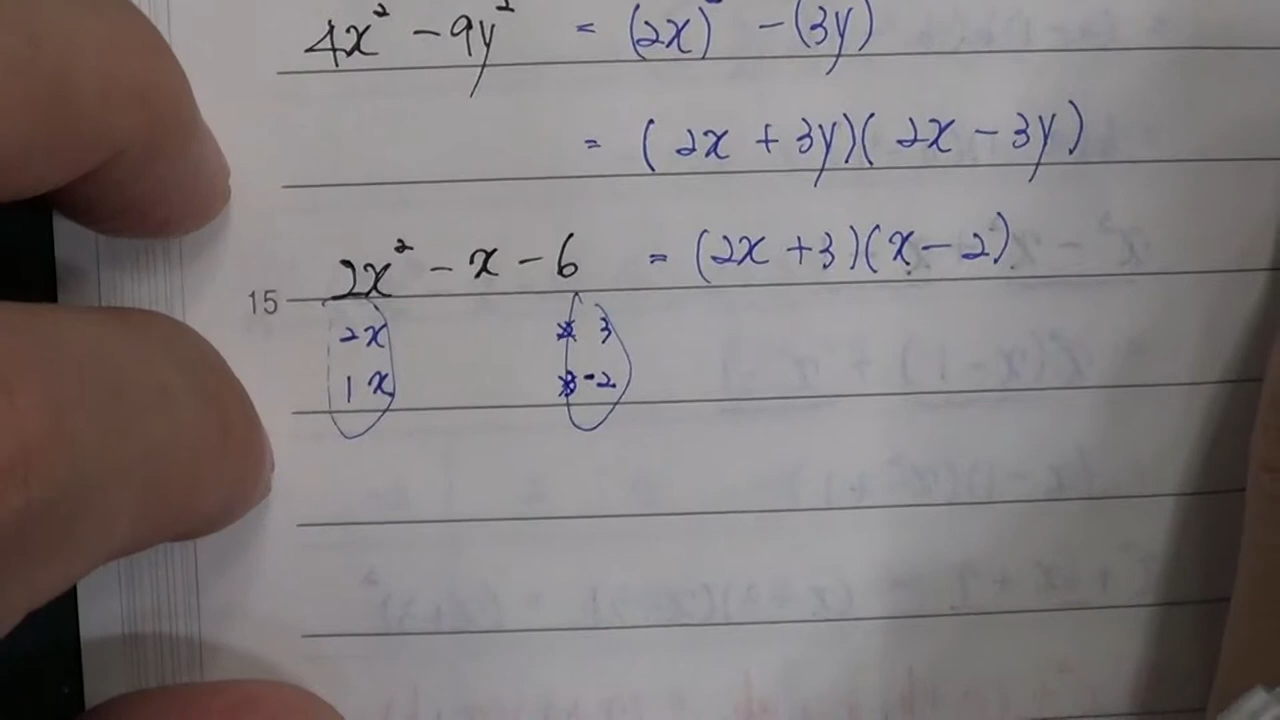 4x² - 9y² = (2x)² - (3y)
= (2x + 3y)(2x - 3y)
15 2x² - x - 6 = (2x + 3)(x - 2)
2x 3
1x -2